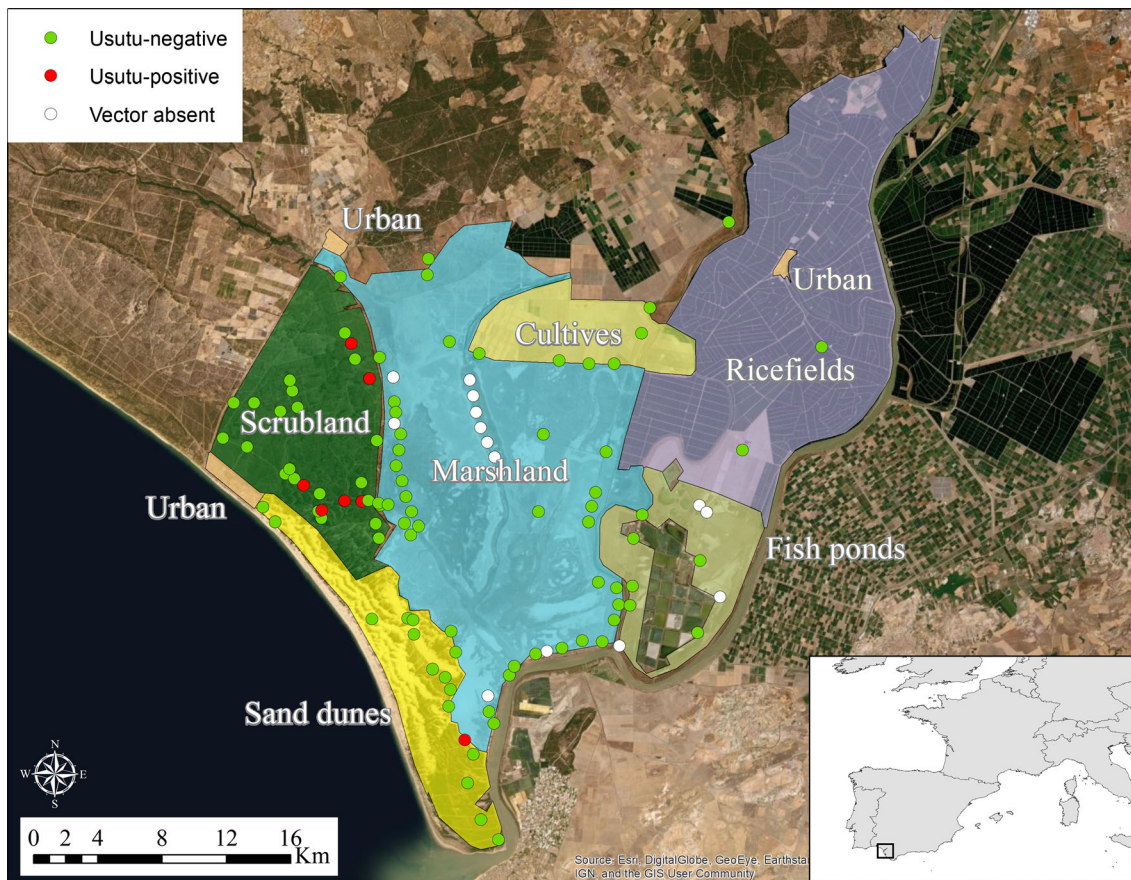 Usutu-negative
Usutu-positive
Vector absent
Urban
Urban
Cultives
Ricefields
Scrubland
Marshland
Urban
Fish ponds
Sand dunes
N
W E
S
0 2 4 8 12 16
Km
Source: Esri, DigitalGlobe, GeoEye, Earthsta
IGN, and the GIS User Community